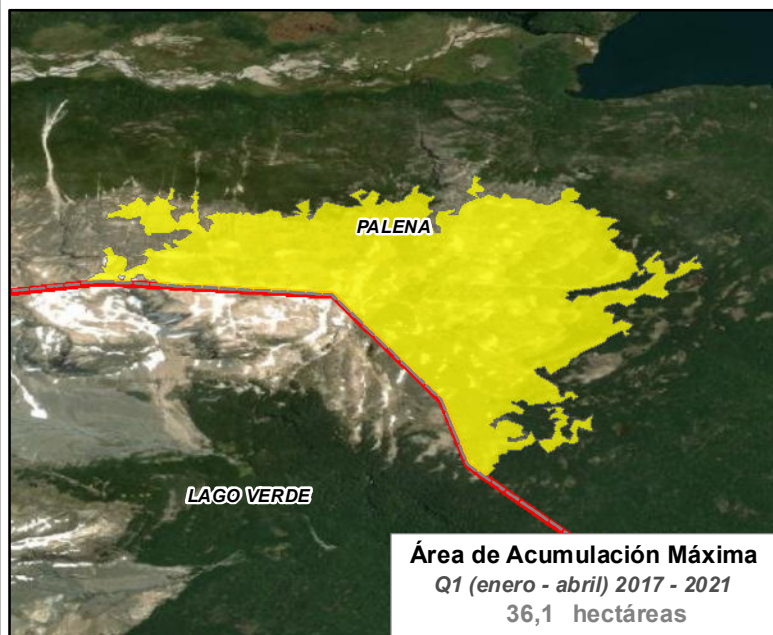 PALENA
LAGO VERDE
Área de Acumulación Máxima
Q1 (enero - abril) 2017 - 2021
36,1 hectáreas